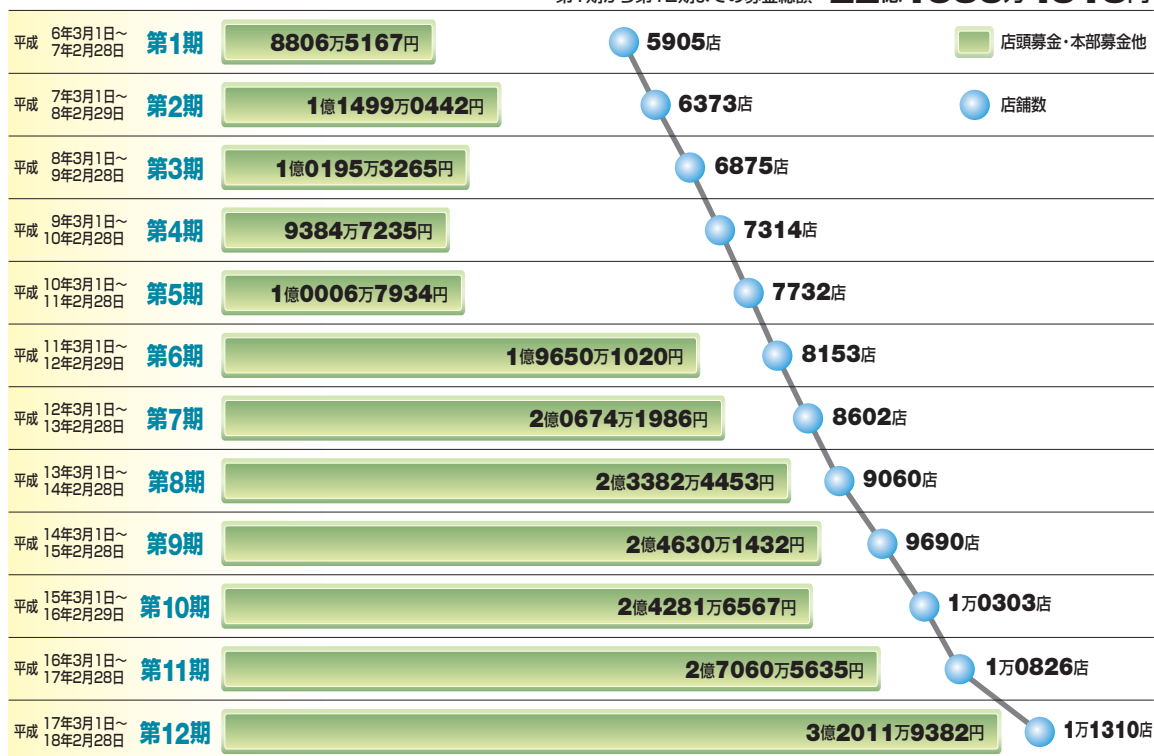 平成 6年3月1日～7年2月28日 第1期 8806万5167円 5905店 店頭募金・本部募金他
平成 7年3月1日～8年2月29日 第2期 1億1499万0442円 6373店 店舗数
平成 8年3月1日～9年2月28日 第3期 1億0195万3265円 6875店
平成 9年3月1日～10年2月28日 第4期 9384万7235円 7314店
平成 10年3月1日～11年2月28日 第5期 1億0006万7934円 7732店
平成 11年3月1日～12年2月29日 第6期 1億9650万1020円 8153店
平成 12年3月1日～13年2月28日 第7期 2億0674万1986円 8602店
平成 13年3月1日～14年2月28日 第8期 2億3382万4453円 9060店
平成 14年3月1日～15年2月28日 第9期 2億4630万1432円 9690店
平成 15年3月1日～16年2月29日 第10期 2億4281万6567円 1万0303店
平成 16年3月1日～17年2月28日 第11期 2億7060万5635円 1万0826店
平成 17年3月1日～18年2月28日 第12期 3億2011万9382円 1万1310店